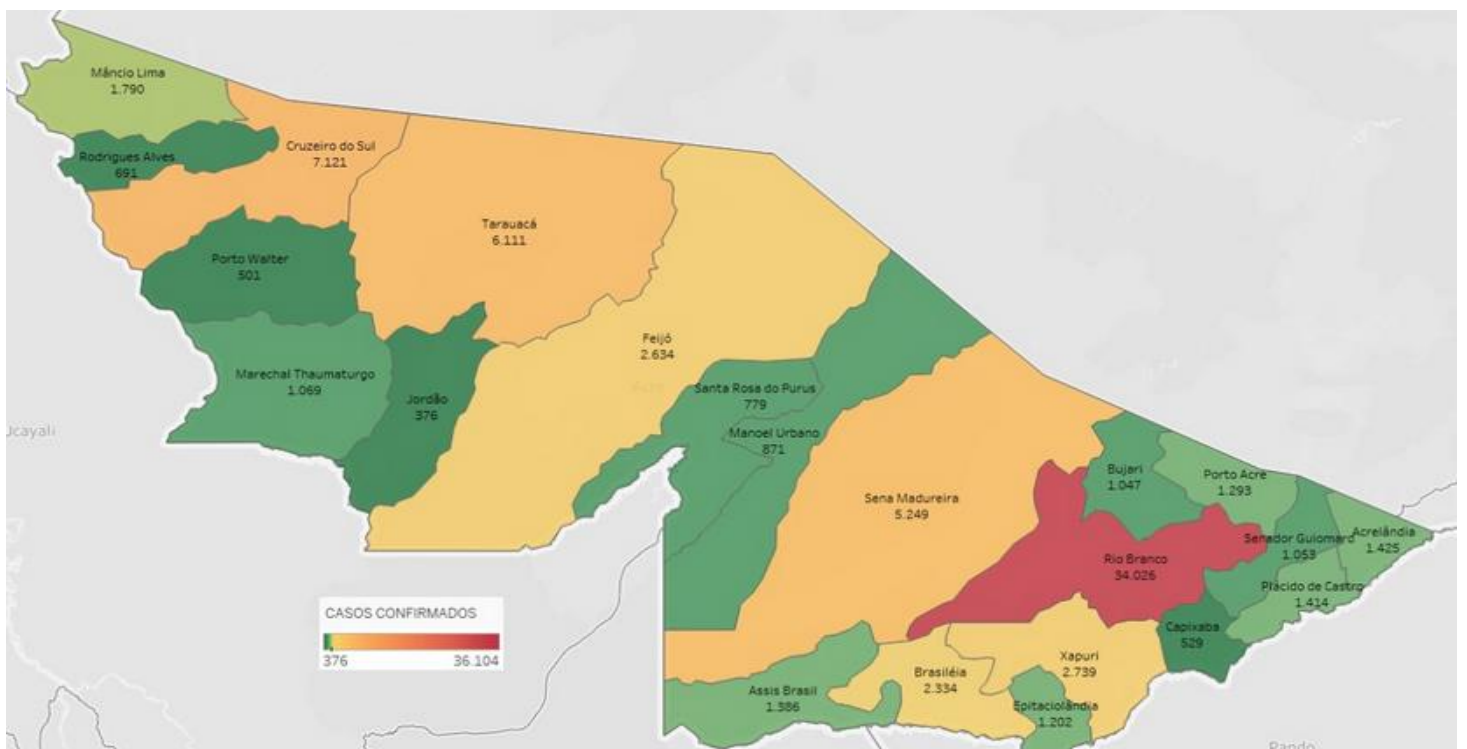 Mâncio Lima
1.790
Rodrigues Alves
691
Cruzeiro do Sul
7.121
Tarauacá
6.111
Porto Walter
501
Marechal Thaumaturgo
1.069
Jordão
376
Feijó
2.634
Santa Rosa do Purus
779
Manoel Urbano
871
Sena Madureira
5.249
Bujari
1.047
Porto Acre
1.293
Senador Guiomard
1.053
Acrelândia
1.425
Rio Branco
34.026
Plácido de Castro
1.414
Capixaba
529
Xapuri
2.739
Brasiléia
2.334
Assis Brasil
1.386
Epitaciolândia
1.202
ucayali
Pando
CASOS CONFIRMADOS
376 36.104